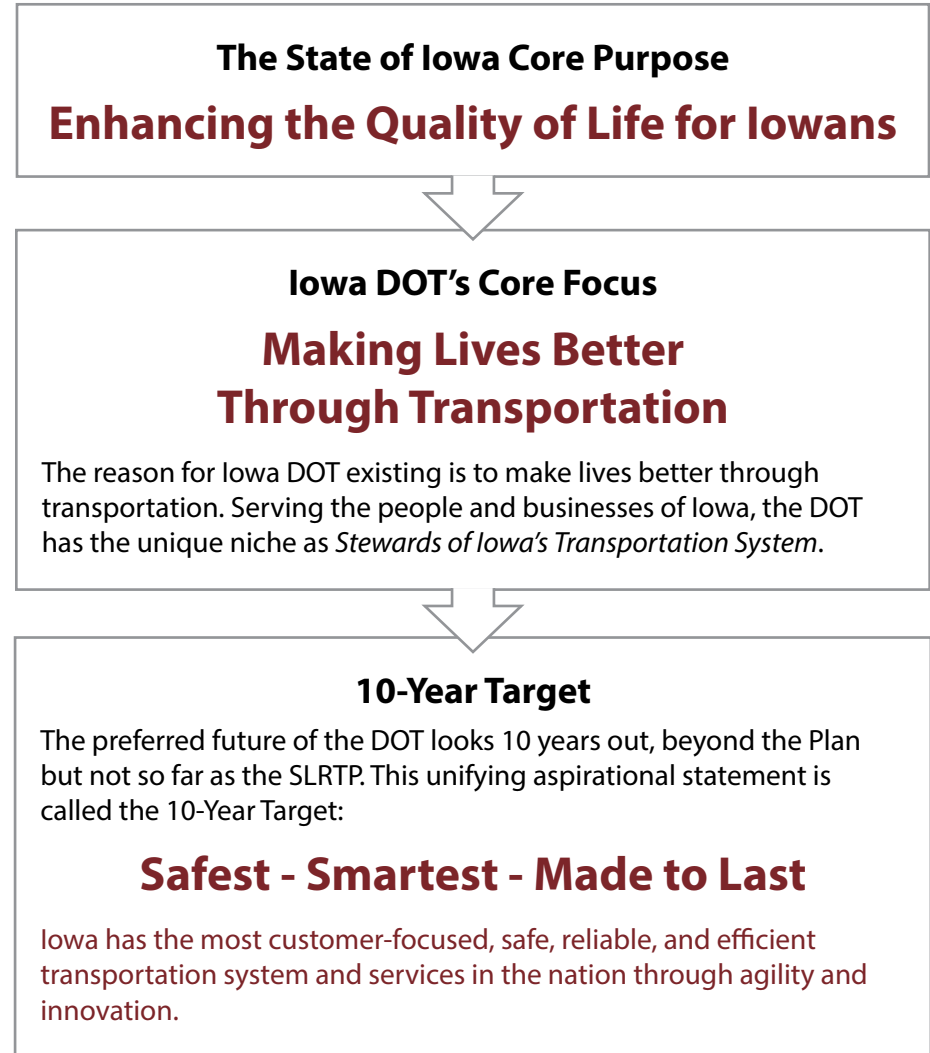 The State of Iowa Core Purpose
Enhancing the Quality of Life for Iowans
Iowa DOT's Core Focus
Making Lives Better
Through Transportation
The reason for Iowa DOT existing is to make lives better through
transportation. Serving the people and businesses of Iowa, the DOT
has the unique niche as Stewards of Iowa's Transportation System.
10-Year Target
The preferred future of the DOT looks 10 years out, beyond the Plan
but not so far as the SLRTP. This unifying aspirational statement is
called the 10-Year Target:
Safest - Smartest - Made to Last
Iowa has the most customer-focused, safe, reliable, and efficient
transportation system and services in the nation through agility and
innovation.